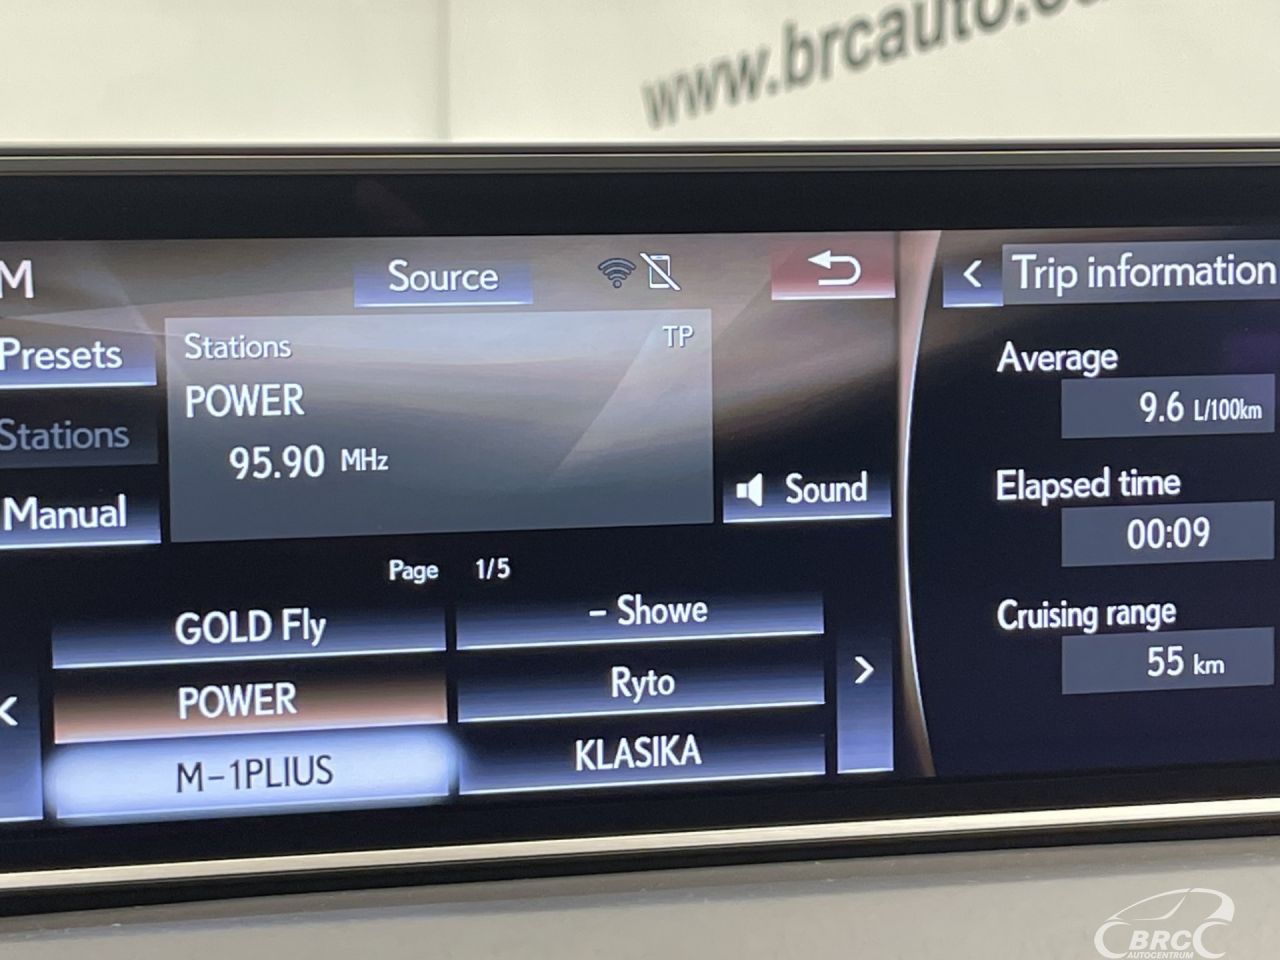 www.brcauto.
M
Source
Trip information
Presets
Stations
TP
POWER
95.90 MHz
Stations
Manual
Sound
Average
9.6 L/100km
Elapsed time
00:09
Cruising range
55 km
Page 1/5
GOLD Fly
- Showe
POWER
Ryto
M-1PLIUS
KLASIKA
BRC
AUTOCENTRUM